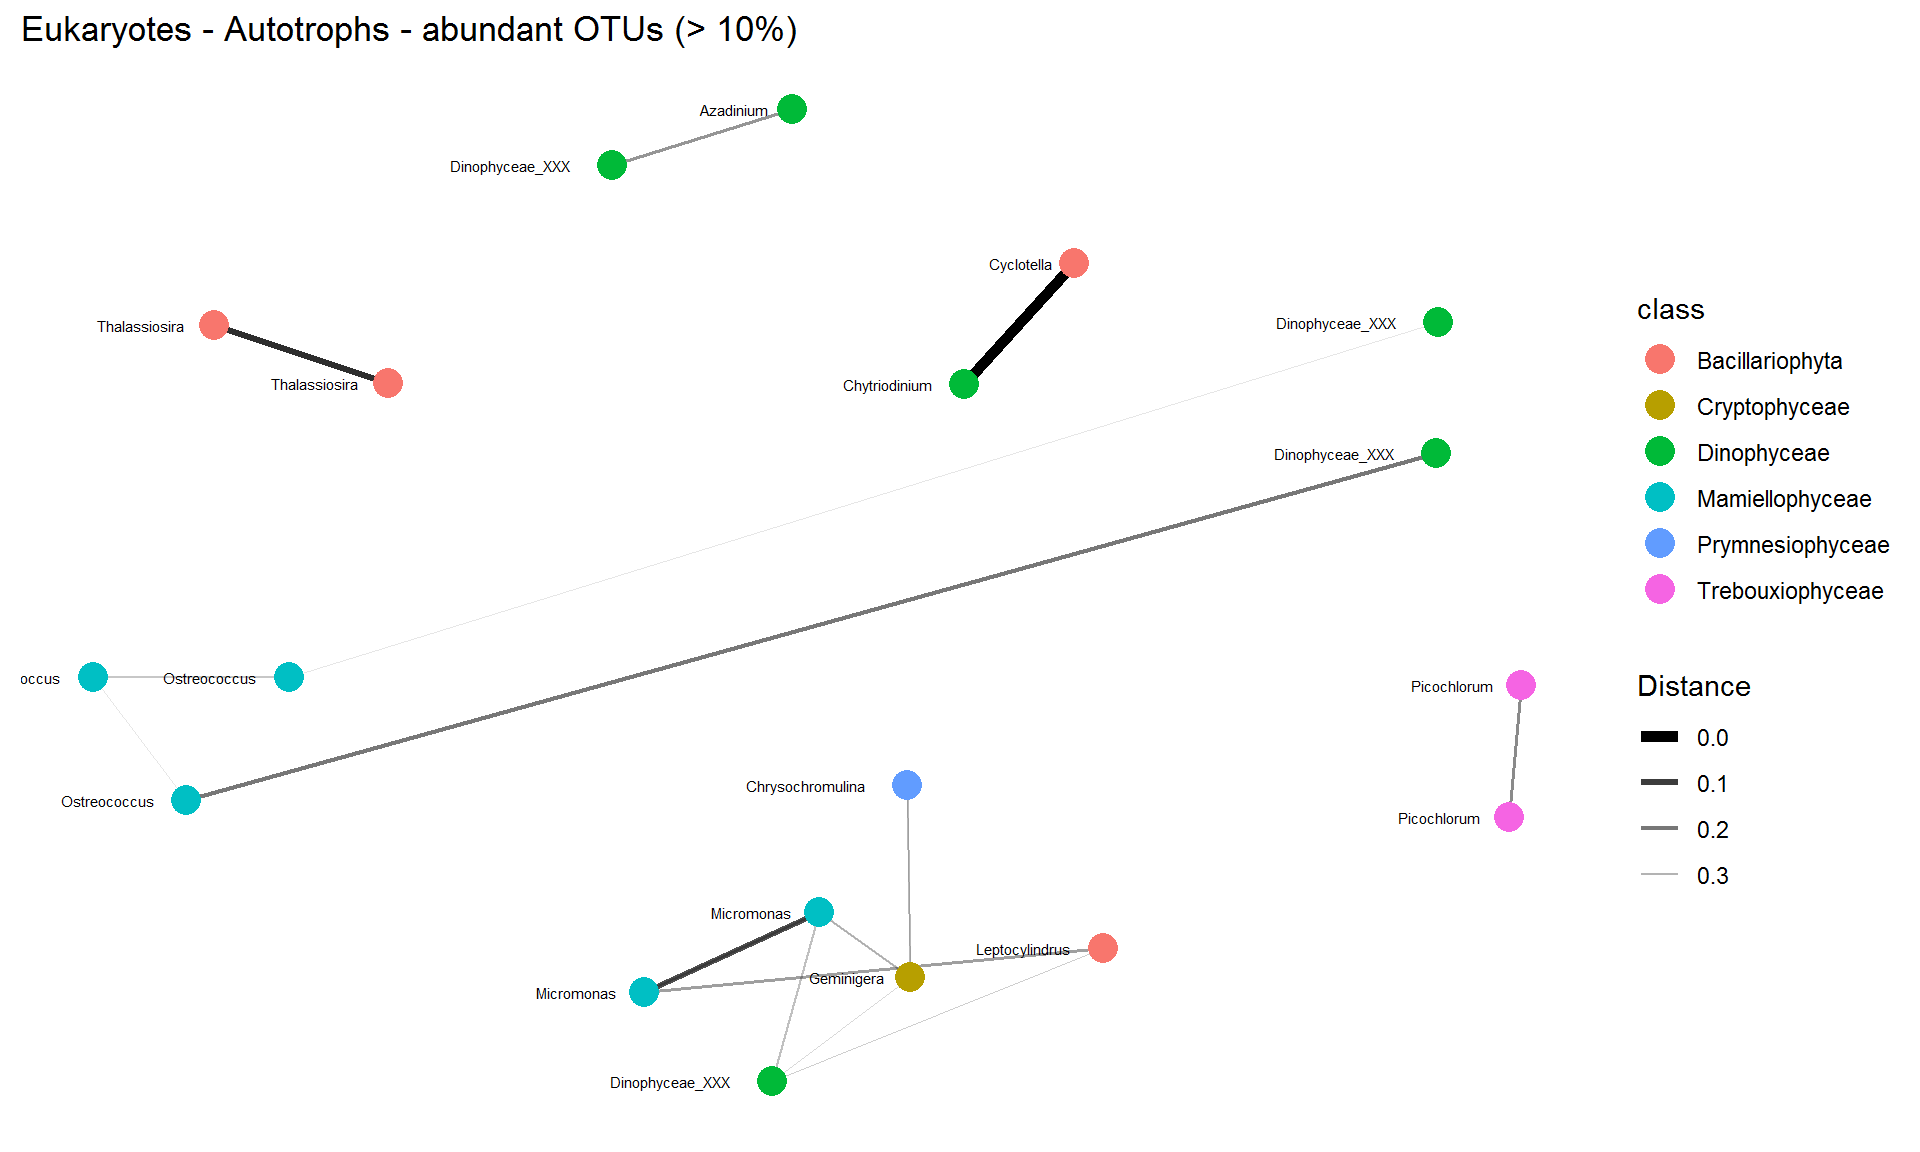 Eukaryotes - Autotrophs - abundant OTUs (> 10%)
Azadinium
Dinophyceae_XXX
Cyclotella
Thalassiosira
Dinophyceae_XXX
Thalassiosira
Chytriodinium
Dinophyceae_XXX
occus
Ostreococcus
Picochlorum
Ostreococcus
Chrysochromulina
Picochlorum
Micromonas
Leptocylindrus
Geminigera
Micromonas
Dinophyceae_XXX
class
Bacillariophyta
Cryptophyceae
Dinophyceae
Mamiellophyceae
Prymnesiophyceae
Trebouxiophyceae
Distance
0.0
0.1
0.2
0.3